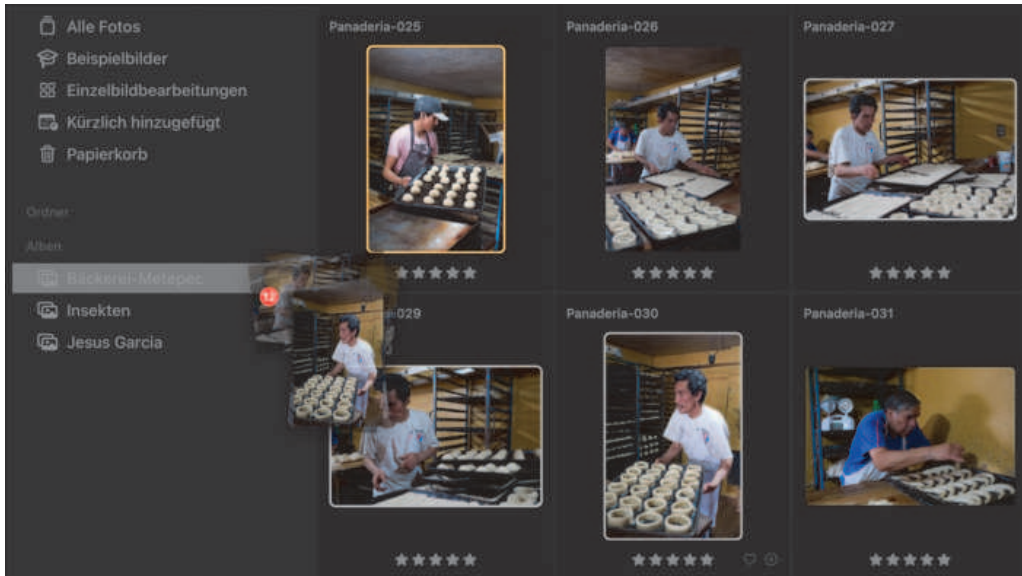 Alle Fotos
Beispielbilder
Einzelbildbearbeitungen
Kürzlich hinzugefügt
Papierkorb
Ordner
Alben
Bäckerei-Metepec
Insekten
Jesus Garcia
12
Panaderia-025
Panaderia-026
Panaderia-027
029
Panaderia-030
Panaderia-031